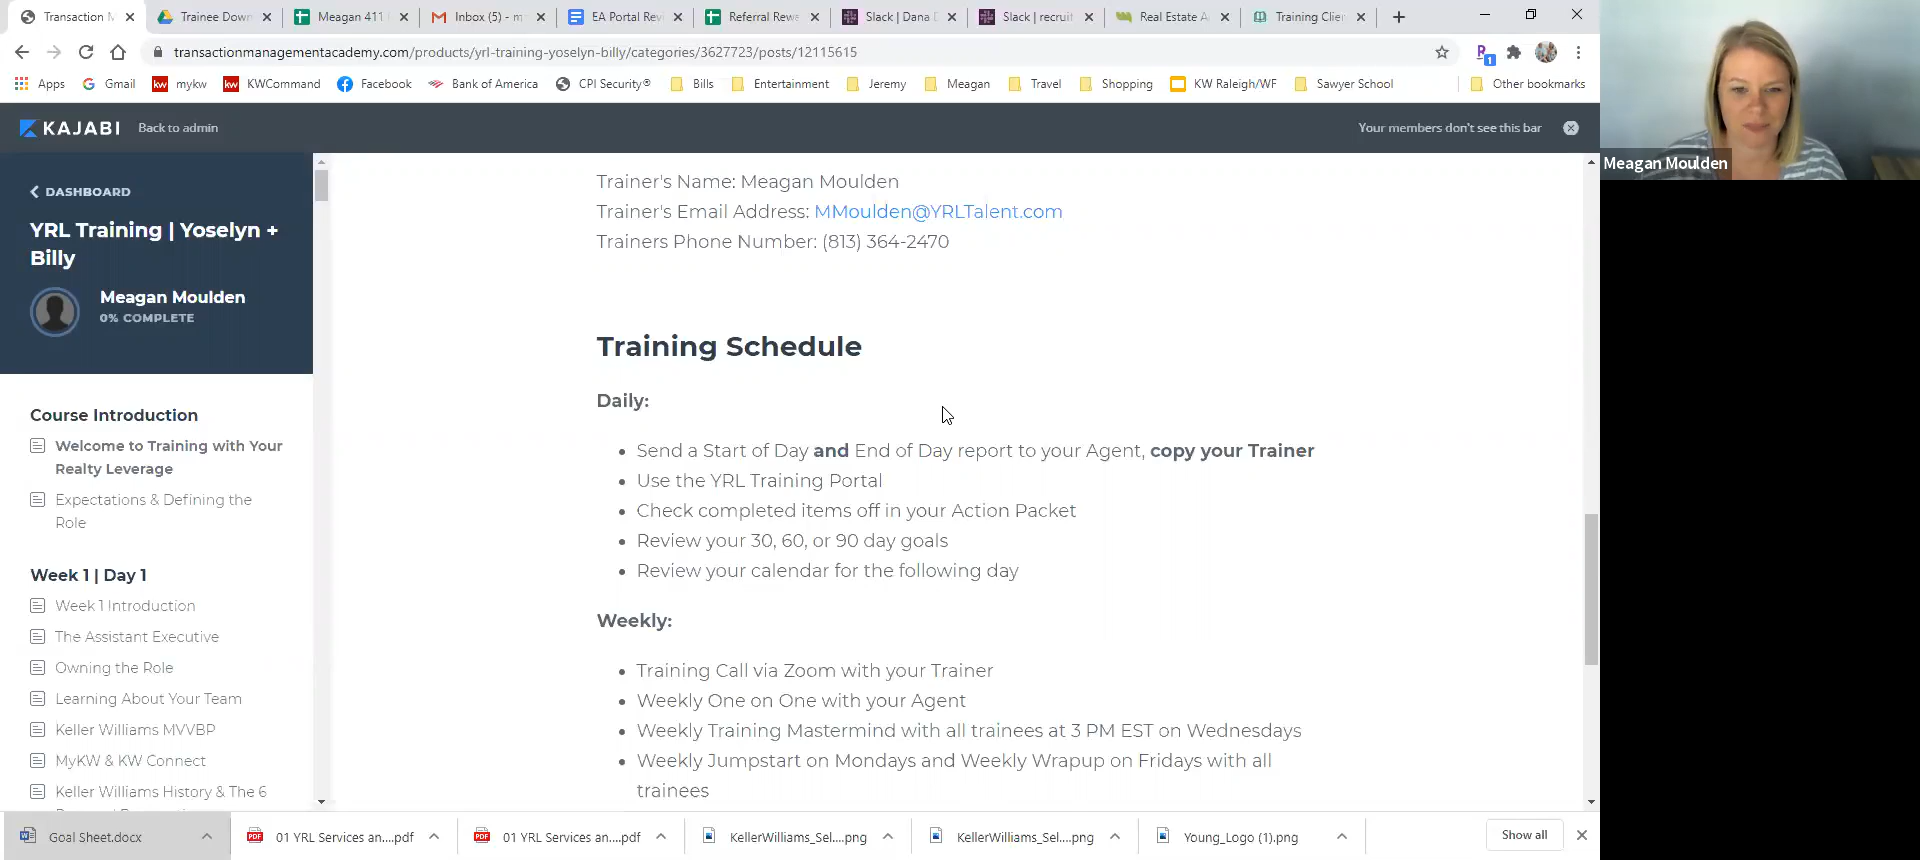 Transaction M
Trainee Down
Meagan 411
Inbox (5) - m
EA Portal Rev
Referral Rewa
Slack | Dana D
Slack | recruit
Real Estate A
Training Clie
transactionmanagementacademy.com/products/yrl-training-yoselyn-billy/categories/3627723/posts/12115615
1
Apps
Gmail
kw mykw
kw KWCommand
Facebook
Bank of America
CPI Security®
Bills
Entertainment
Jeremy
Meagan
Travel
Shopping
KW Raleigh/WF
Sawyer School
Other bookmarks
KAJABI
Back to admin
Your members don't see this bar
DASHBOARD
YRL Training | Yoselyn +
Billy
Meagan Moulden
0% COMPLETE
Course Introduction
Welcome to Training with Your
Realty Leverage
Expectations & Defining the
Role
Week 1 | Day 1
Week 1 Introduction
The Assistant Executive
Owning the Role
Learning About Your Team
Keller Williams MVVBP
MyKW & KW Connect
Keller Williams History & The 6
Trainer's Name: Meagan Moulden
Trainer's Email Address: MMoulden@YRLTalent.com
Trainers Phone Number: (813) 364-2470
Training Schedule
Daily:
Send a Start of Day and End of Day report to your Agent, copy your Trainer
Use the YRL Training Portal
Check completed items off in your Action Packet
Review your 30, 60, or 90 day goals
Review your calendar for the following day
Weekly:
Training Call via Zoom with your Trainer
Weekly One on One with your Agent
Weekly Training Mastermind with all trainees at 3 PM EST on Wednesdays
Weekly Jumpstart on Mondays and Weekly Wrapup on Fridays with all
trainees
Meagan Moulden
Goal Sheet.docx
PDF 01 YRL Services an....pdf
PDF 01 YRL Services an....pdf
KellerWilliams_Sel....png
KellerWilliams_Sel....png
Young_Logo (1).png
Show all